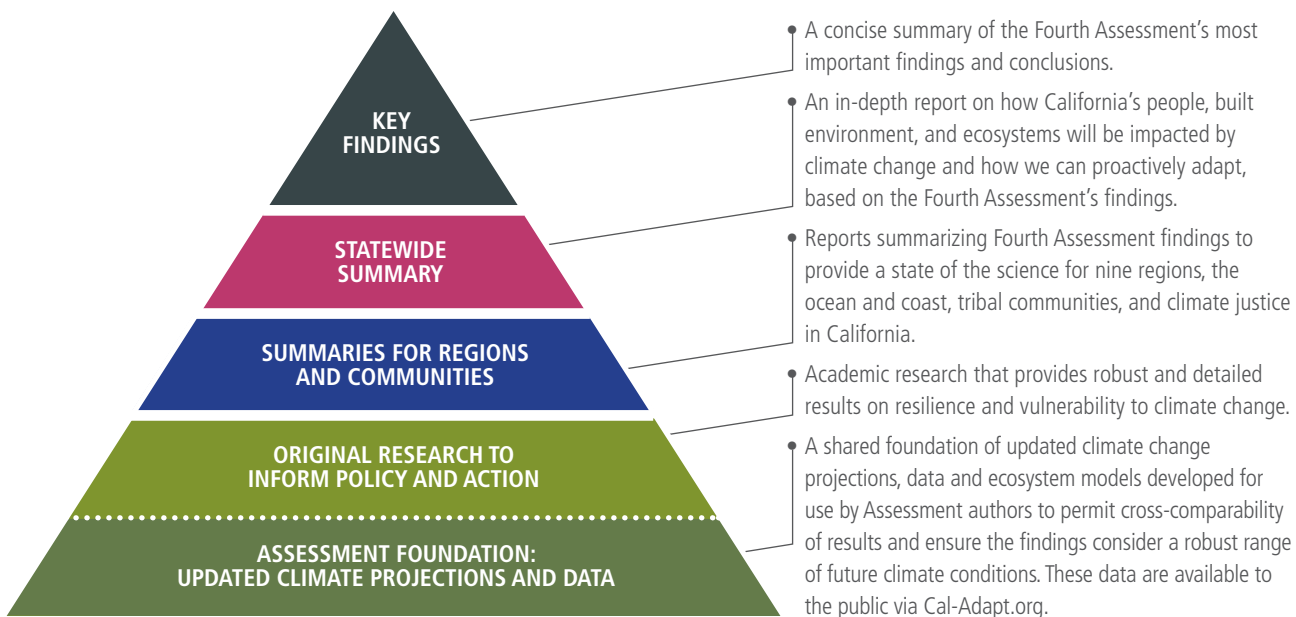 KEY
FINDINGS
A concise summary of the Fourth Assessment’s most
important findings and conclusions.
STATEWIDE
SUMMARY
An in-depth report on how California’s people, built
environment, and ecosystems will be impacted by
climate change and how we can proactively adapt,
based on the Fourth Assessment’s findings.
SUMMARIES FOR REGIONS
AND COMMUNITIES
Reports summarizing Fourth Assessment findings to
provide a state of the science for nine regions, the
ocean and coast, tribal communities, and climate justice
in California.
ORIGINAL RESEARCH TO
INFORM POLICY AND ACTION
Academic research that provides robust and detailed
results on resilience and vulnerability to climate change.
ASSESSMENT FOUNDATION:
UPDATED CLIMATE PROJECTIONS AND DATA
A shared foundation of updated climate change
projections, data and ecosystem models developed for
use by Assessment authors to permit cross-comparability
of results and ensure the findings consider a robust range
of future climate conditions. These data are available to
the public via Cal-Adapt.org.